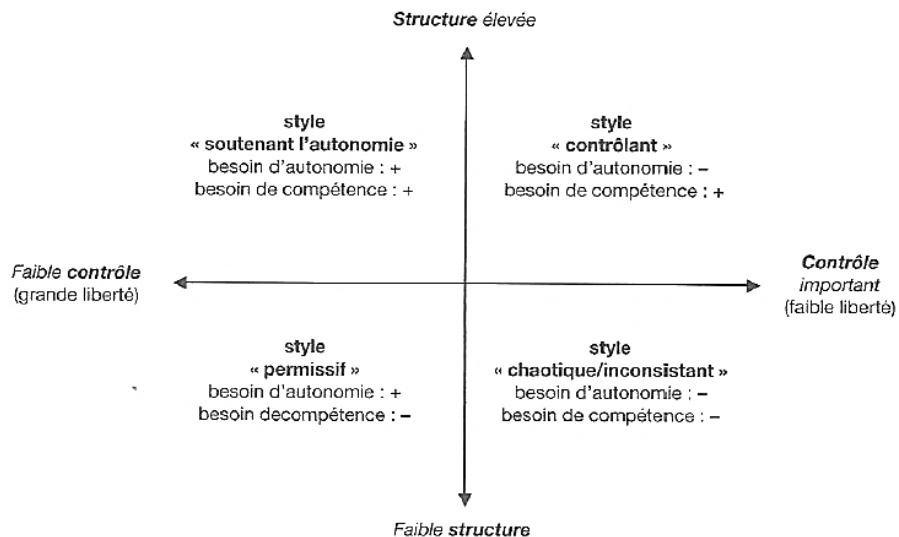 Structure élevée
style
« soutenant l'autonomie »
besoin d'autonomie : +
besoin de compétence : +
style
« contrôlant »
besoin d'autonomie : –
besoin de compétence : +
Faible contrôle
(grande liberté)
Contrôle
important
(faible liberté)
style
« permissif »
besoin d'autonomie : +
besoin decompétence : –
style
« chaotique/inconsistant »
besoin d'autonomie : –
besoin de compétence : –
Faible structure